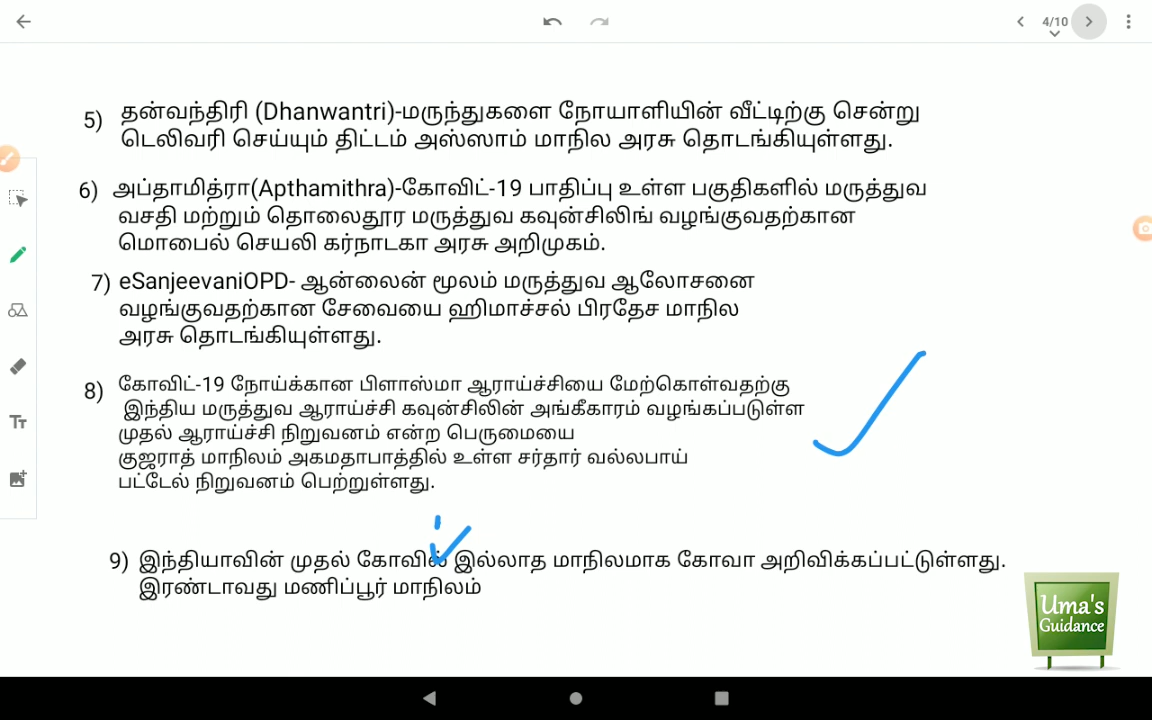 4/10
5) தன்வந்திரி (Dhanwantri)-மருந்துகளை நோயாளியின் வீட்டிற்கு சென்று
டெலிவரி செய்யும் திட்டம் அஸ்ஸாம் மாநில அரசு தொடங்கியுள்ளது.
6) அப்தாமித்ரா(Apthamithra)-கோவிட்-19 பாதிப்பு உள்ள பகுதிகளில் மருத்துவ
வசதி மற்றும் தொலைதூர மருத்துவ கவுன்சிலிங் வழங்குவதற்கான
மொபைல் செயலி கர்நாடகா அரசு அறிமுகம்.
7) eSanjeevaniOPD- ஆன்லைன் மூலம் மருத்துவ ஆலோசனை
வழங்குவதற்கான சேவையை ஹிமாச்சல் பிரதேச மாநில
அரசு தொடங்கியுள்ளது.
8) கோவிட்-19 நோய்க்கான பிளாஸ்மா ஆராய்ச்சியை மேற்கொள்வதற்கு
இந்திய மருத்துவ ஆராய்ச்சி கவுன்சிலின் அங்கீகாரம் வழங்கப்படுள்ள
முதல் ஆராய்ச்சி நிறுவனம் என்ற பெருமையை
குஜராத் மாநிலம் அகமதாபாத்தில் உள்ள சர்தார் வல்லபாய்
பட்டேல் நிறுவனம் பெற்றுள்ளது.
9) இந்தியாவின் முதல் கோவில் இல்லாத மாநிலமாக கோவா அறிவிக்கப்பட்டுள்ளது.
இரண்டாவது மணிப்பூர் மாநிலம்
Uma's
Guidance
Tт